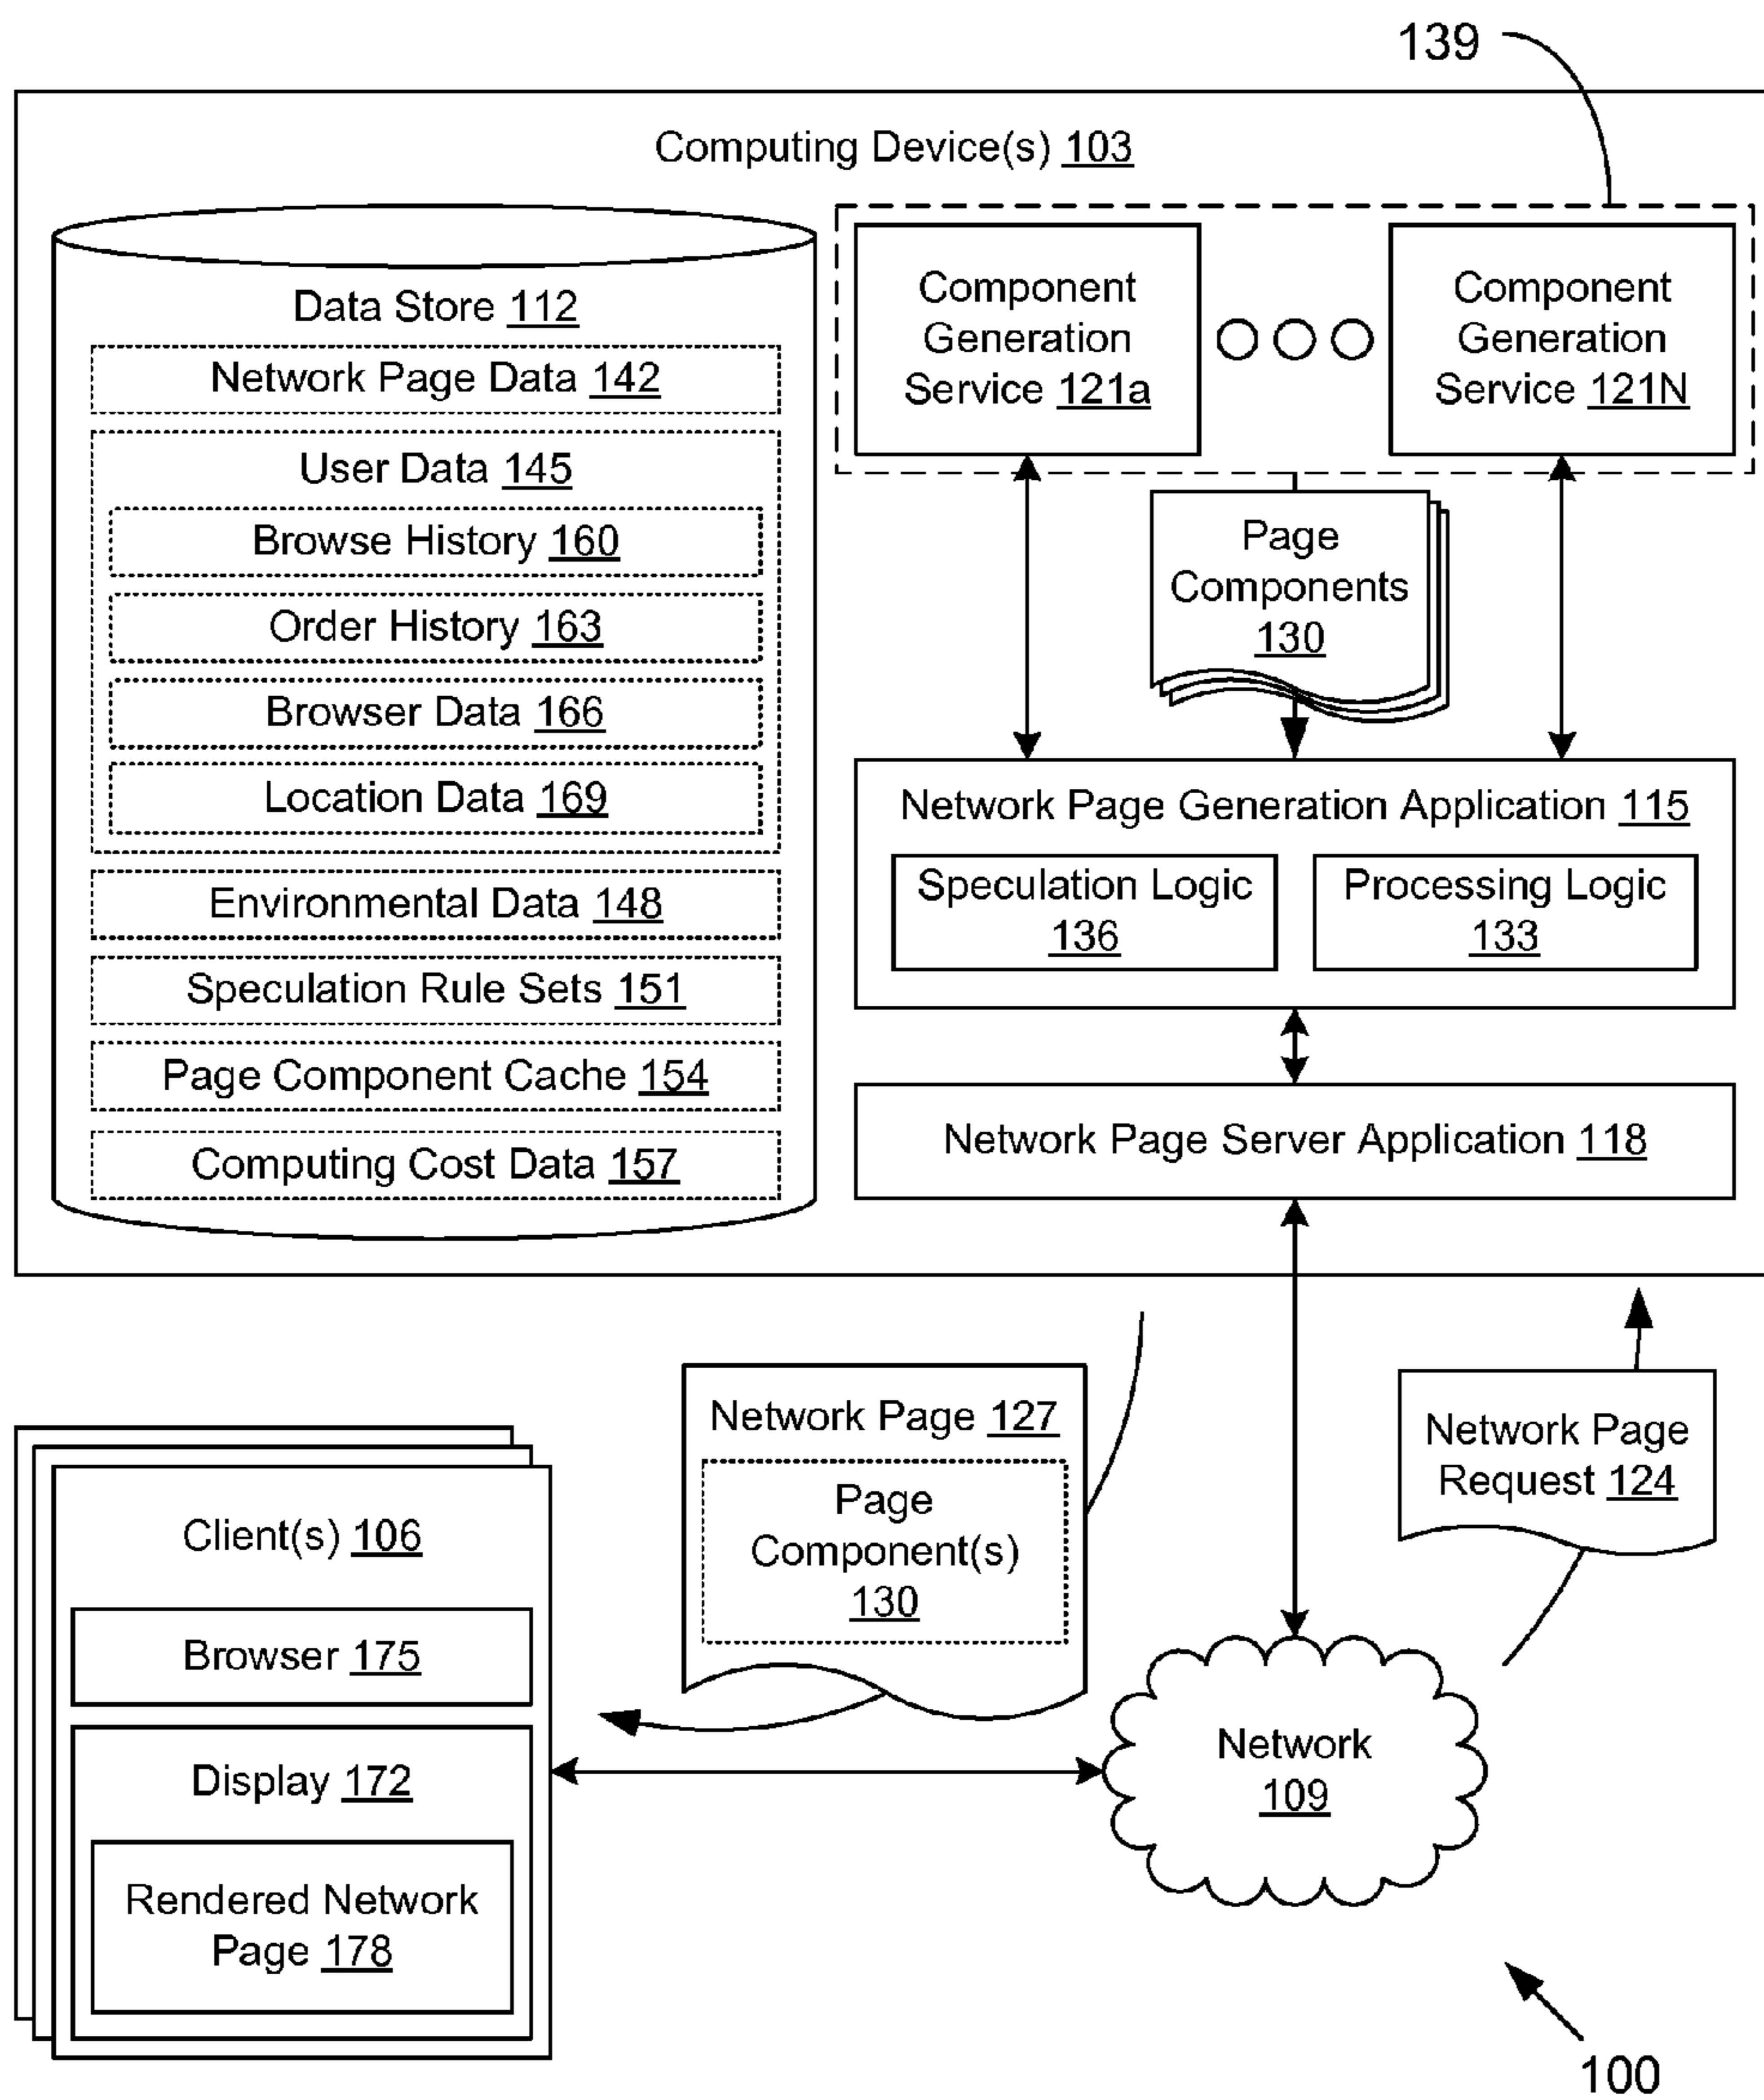 139
Computing Device(s) 103
Data Store 112
Network Page Data 142
User Data 145
Browse History 160
Order History 163
Browser Data 166
Location Data 169
Environmental Data 148
Speculation Rule Sets 151
Page Component Cache 154
Computing Cost Data 157
Component
Generation
Service 121a
Component
Generation
Service 121N
Page
Components
130
Network Page Generation Application 115
Speculation Logic
136
Processing Logic
133
Network Page Server Application 118
Network Page 127
Page
Component(s)
130
Network Page
Request 124
Client(s) 106
Browser 175
Display 172
Rendered Network
Page 178
Network
109
100